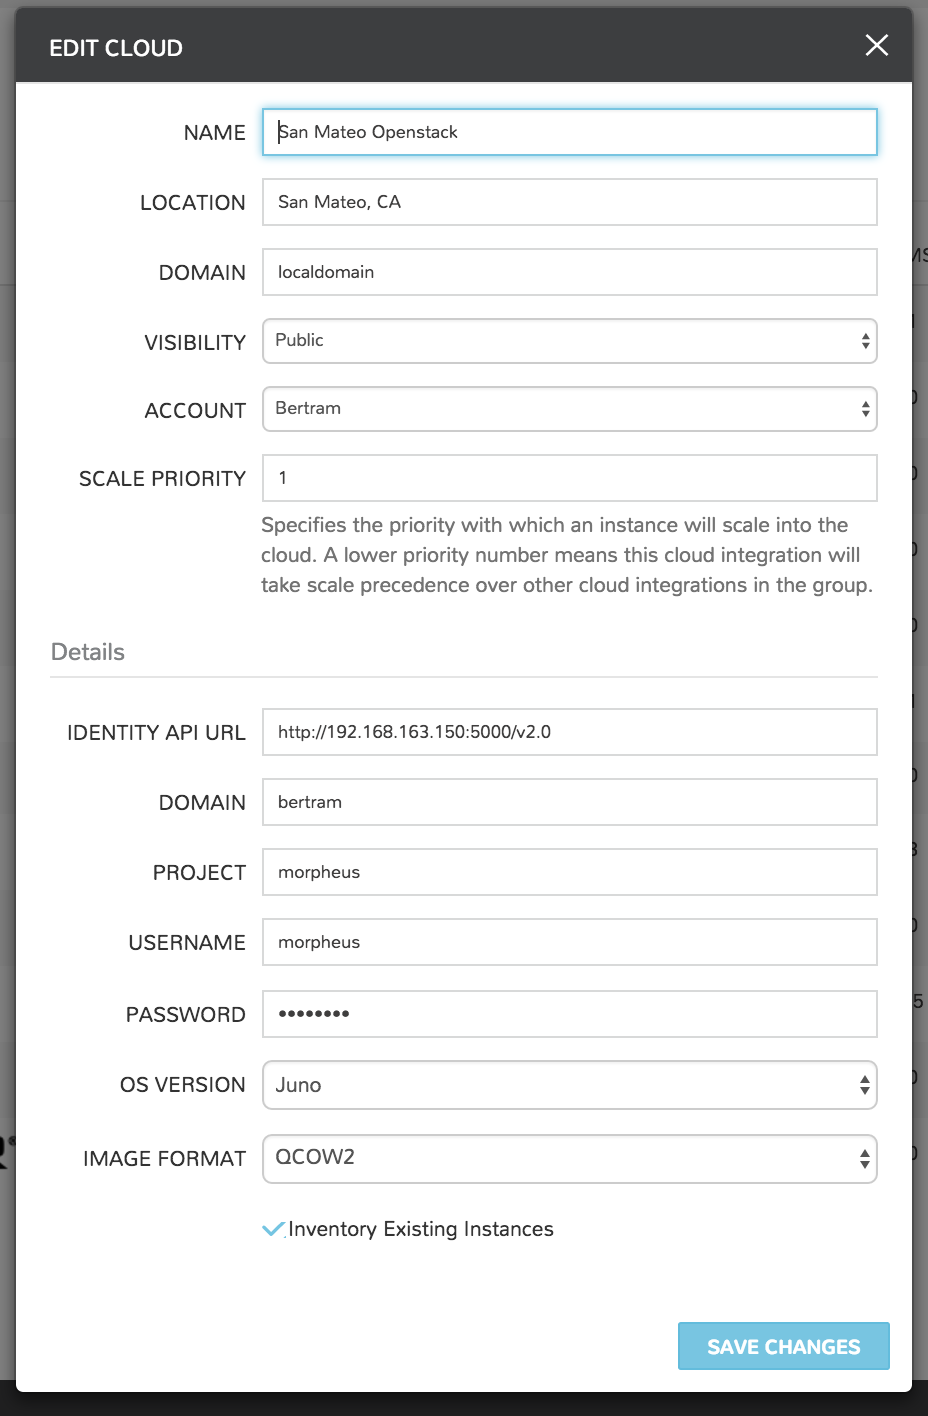 EDIT CLOUD
NAME San Mateo Openstack
LOCATION San Mateo, CA
DOMAIN localdomain
VISIBILITY Public
ACCOUNT Bertram
SCALE PRIORITY 1
Specifies the priority with which an instance will scale into the
cloud. A lower priority number means this cloud integration will
take scale precedence over other cloud integrations in the group.
Details
IDENTITY API URL http://192.168.163.150:5000/v2.0
DOMAIN bertram
PROJECT morpheus
USERNAME morpheus
PASSWORD ••••••••
OS VERSION Juno
IMAGE FORMAT QCOW2
Inventory Existing Instances
SAVE CHANGES